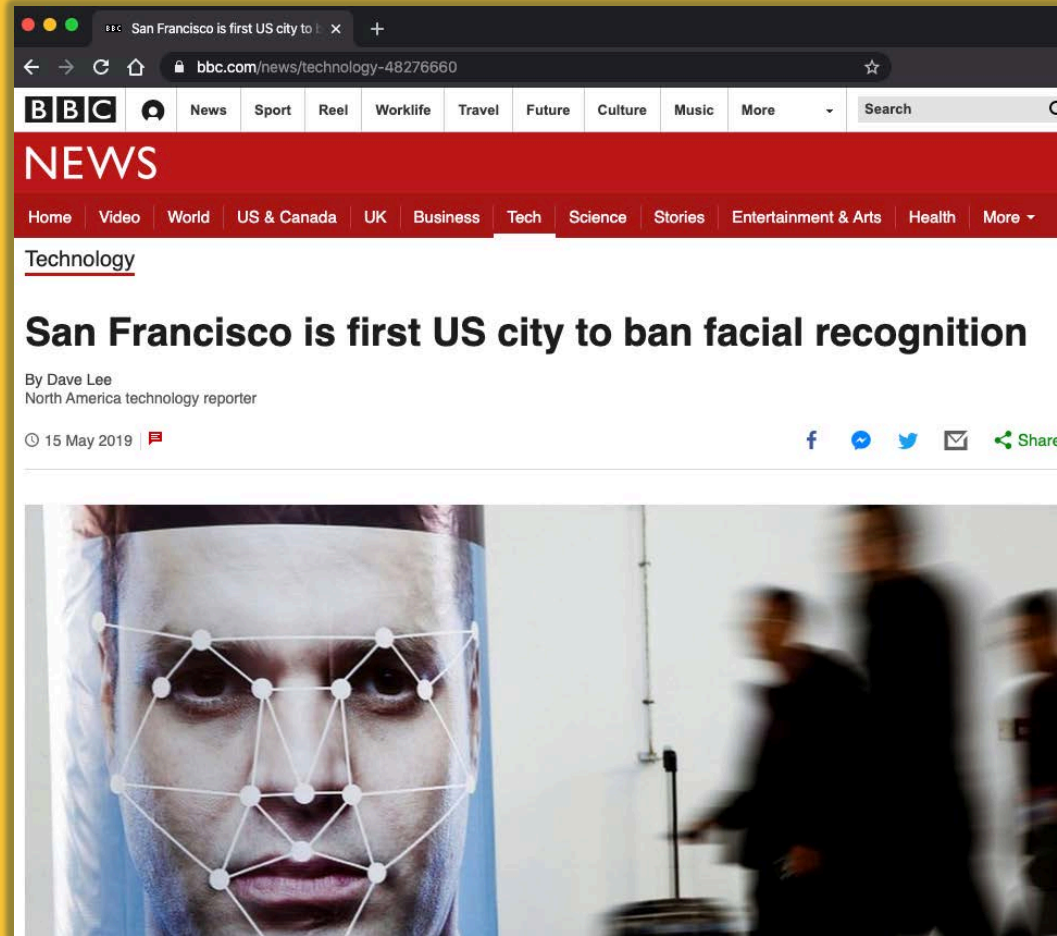 BBC San Francisco is first US city to b
bbc.com/news/technology-48276660
BBC News Sport Reel Worklife Travel Future Culture Music More Search
NEWS
Home Video World US & Canada UK Business Tech Science Stories Entertainment & Arts Health More
Technology
San Francisco is first US city to ban facial recognition
By Dave Lee
North America technology reporter
15 May 2019 Share